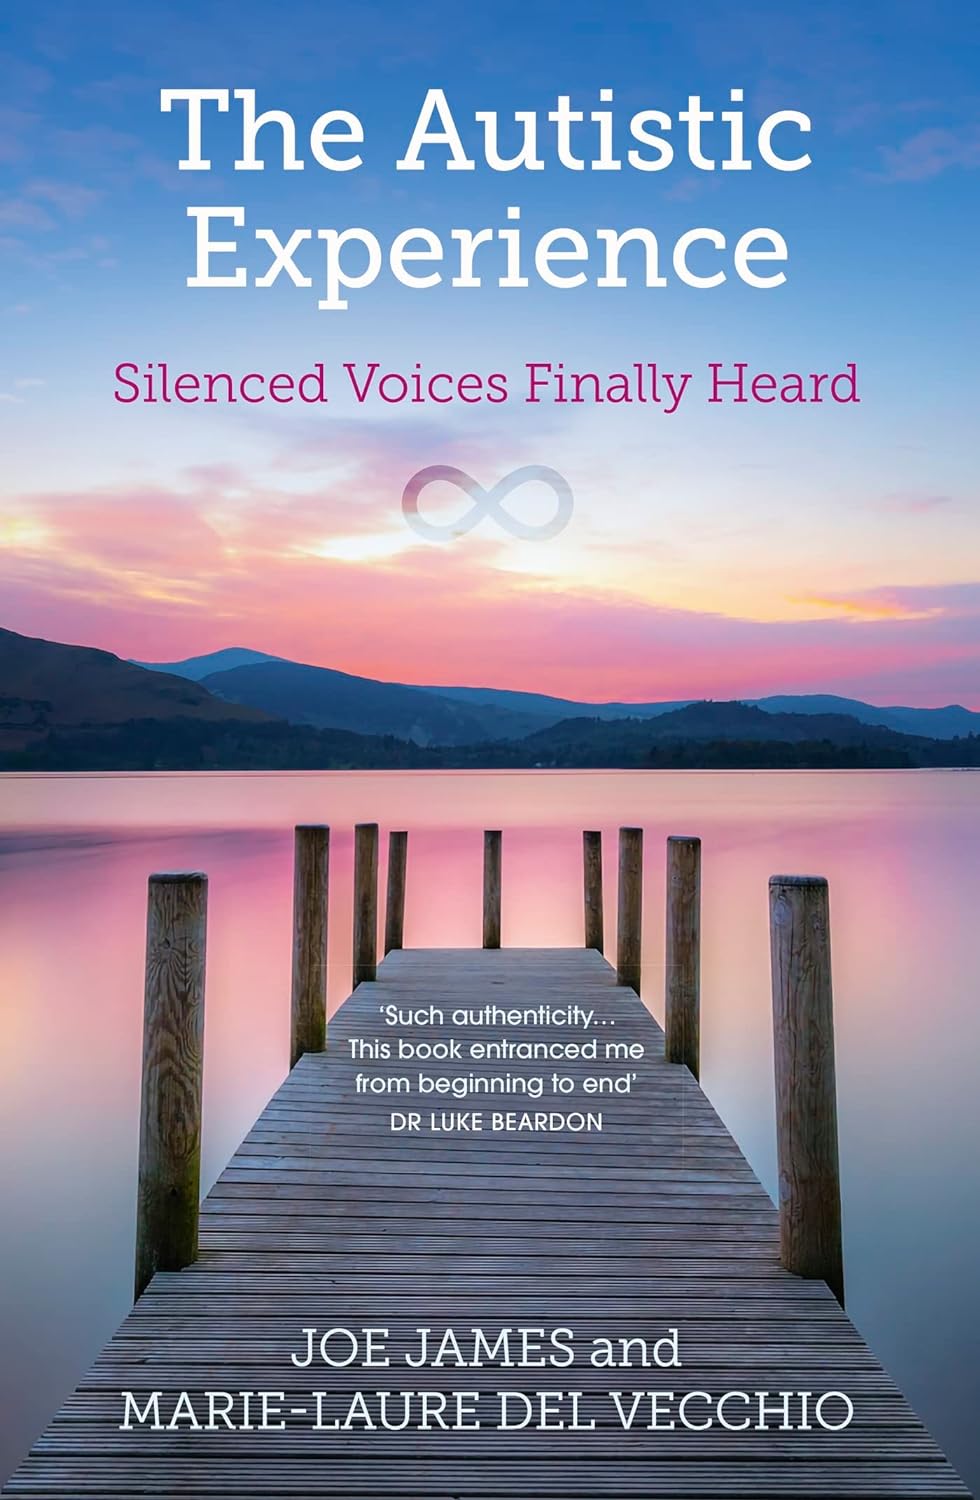 The Autistic
Experience
Silenced Voices Finally Heard
‘Such authenticity...
This book entranced me
from beginning to end’
DR LUKE BEARDON
JOE JAMES and
MARIE-LAURE DEL VECCHIO